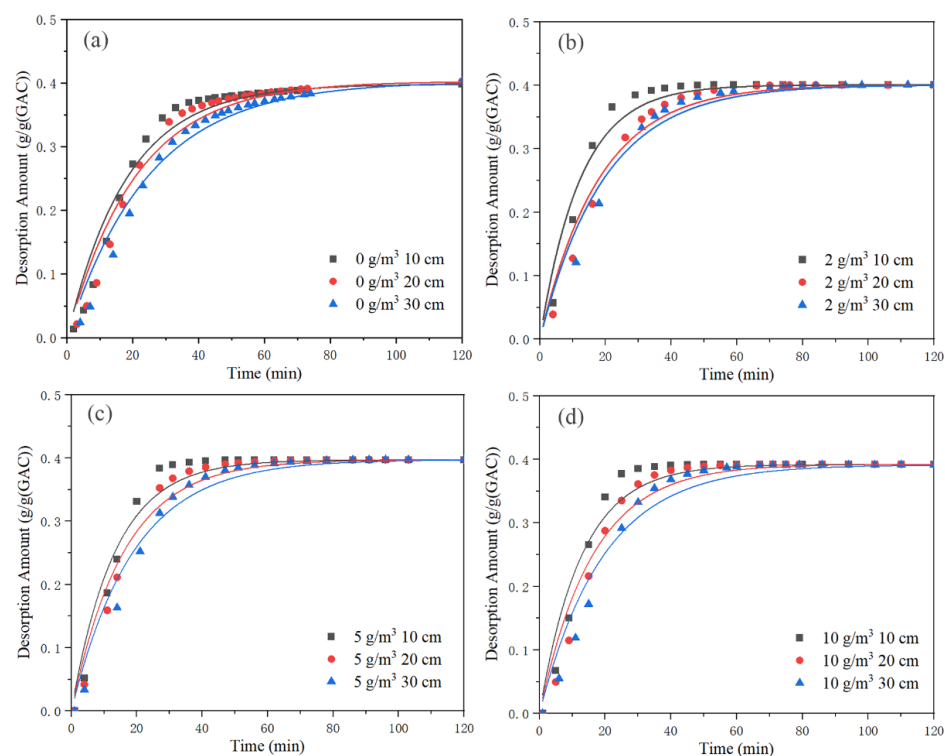 (a)
Desorption Amount (g/g(GAC))
0.5
0.4
0.3
0.2
0.1
0.0
0 g/m³ 10 cm
0 g/m³ 20 cm
0 g/m³ 30 cm
0 20 40 60 80 100 120
Time (min)
(b)
Desorption Amount (g/g(GAC))
0.5
0.4
0.3
0.2
0.1
0.0
2 g/m³ 10 cm
2 g/m³ 20 cm
2 g/m³ 30 cm
0 20 40 60 80 100 120
Time (min)
(c)
Desorption Amount (g/g(GAC))
0.5
0.4
0.3
0.2
0.1
0.0
5 g/m³ 10 cm
5 g/m³ 20 cm
5 g/m³ 30 cm
0 20 40 60 80 100 120
Time (min)
(d)
Desorption Amount (g/g(GAC))
0.5
0.4
0.3
0.2
0.1
0.0
10 g/m³ 10 cm
10 g/m³ 20 cm
10 g/m³ 30 cm
0 20 40 60 80 100 120
Time (min)